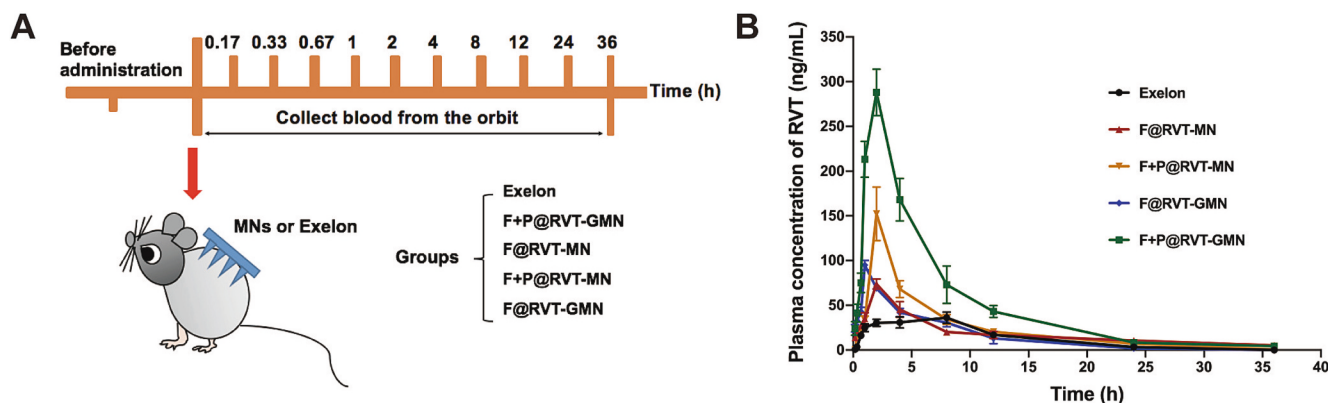 A
Before
administration
0.17 0.33 0.67 1 2 4 8 12 24 36
Time (h)
Collect blood from the orbit
MNs or Exelon
Groups
Exelon
F+P@RVT-GMN
F@RVT-MN
F+P@RVT-MN
F@RVT-GMN
B
Plasma concentration of RVT (ng/mL)
350
300
250
200
150
100
50
0
0 5 10 15 20 25 30 35 40
Time (h)
Exelon
F@RVT-MN
F+P@RVT-MN
F@RVT-GMN
F+P@RVT-GMN